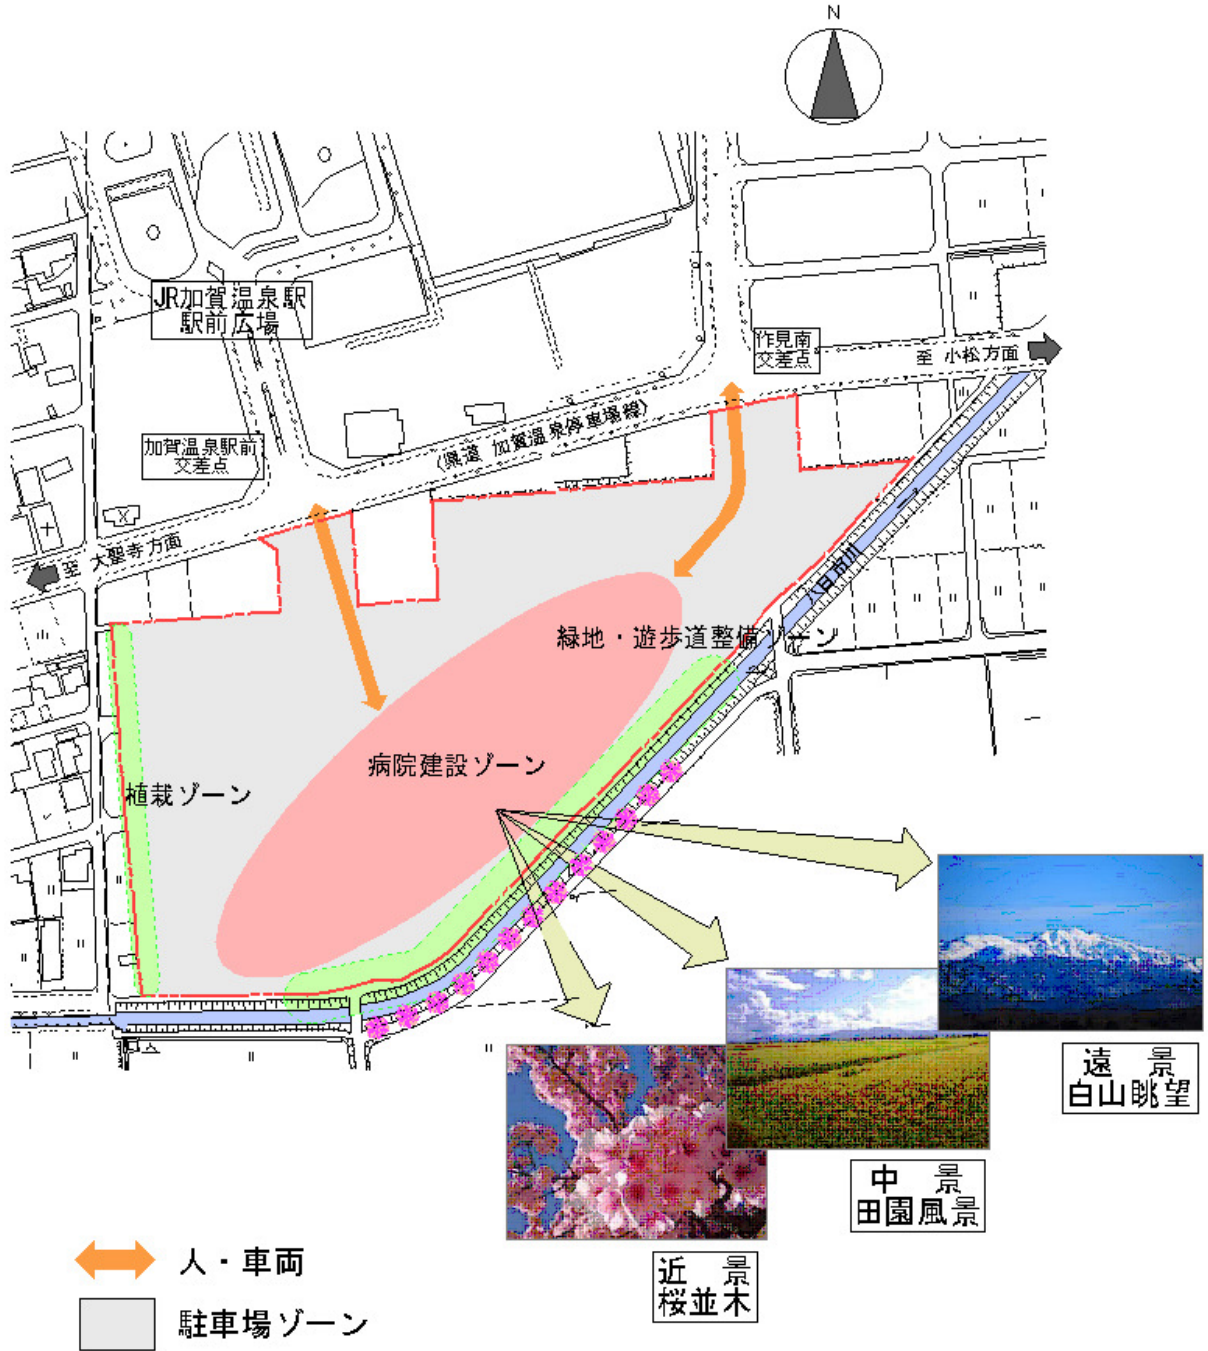 N
JR加賀温泉駅
駅前広場
作見南
交差点
至 小松方面
加賀温泉駅前
交差点
(県道 加賀温泉停車場線)
至 大聖寺方面
八日市川
緑地・遊歩道整備ゾーン
病院建設ゾーン
植栽ゾーン
遠 景
白山眺望
中 景
田園風景
近 景
桜並木
人・車両
駐車場ゾーン